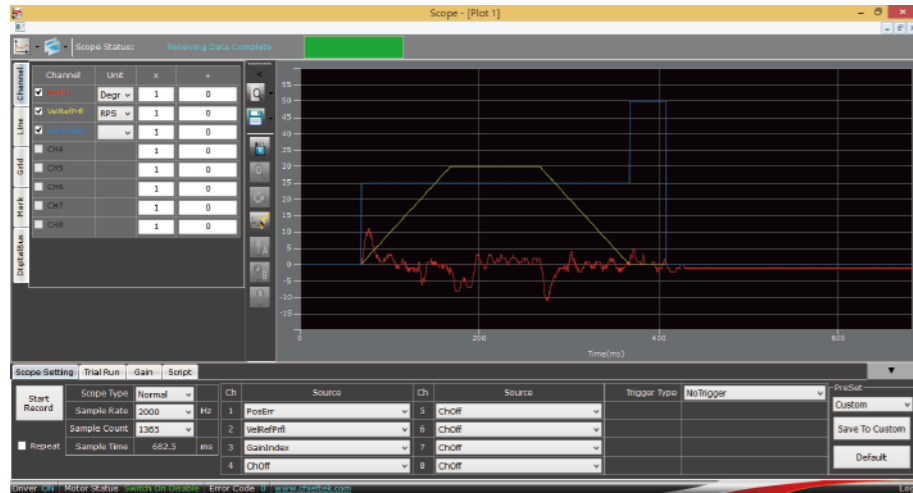 Scope - [Plot 1]
Scope Status: Receiving Data Complete
Channel Unit x +
PosErr Degr 1 0
VelRefPrfl RPS 1 0
GainIndex 1 0
CH4 1 0
CH5 1 0
CH6 1 0
CH7 1 0
CH8 1 0
Channel
Line
Grid
Mark
DigitalBus
55
50
45
40
35
30
25
20
15
10
5
0
-5
-10
-15
0 200 400 600
Time(ms)
Scope Setting Trial Run Gain Script
Start Record
Repeat
Scope Type Normal
Sample Rate 2000 Hz
Sample Count 1365
Sample Time 682.5 ms
Ch Source Ch Source
1 PosErr 5 ChOff
2 VelRefPrfl 6 ChOff
3 GainIndex 7 ChOff
4 ChOff 8 ChOff
Trigger Type NoTrigger
PreSet
Custom
Save To Custom
Default
Driver ON Motor Status Switch On Disable Error Code 0 www.chieltek.com